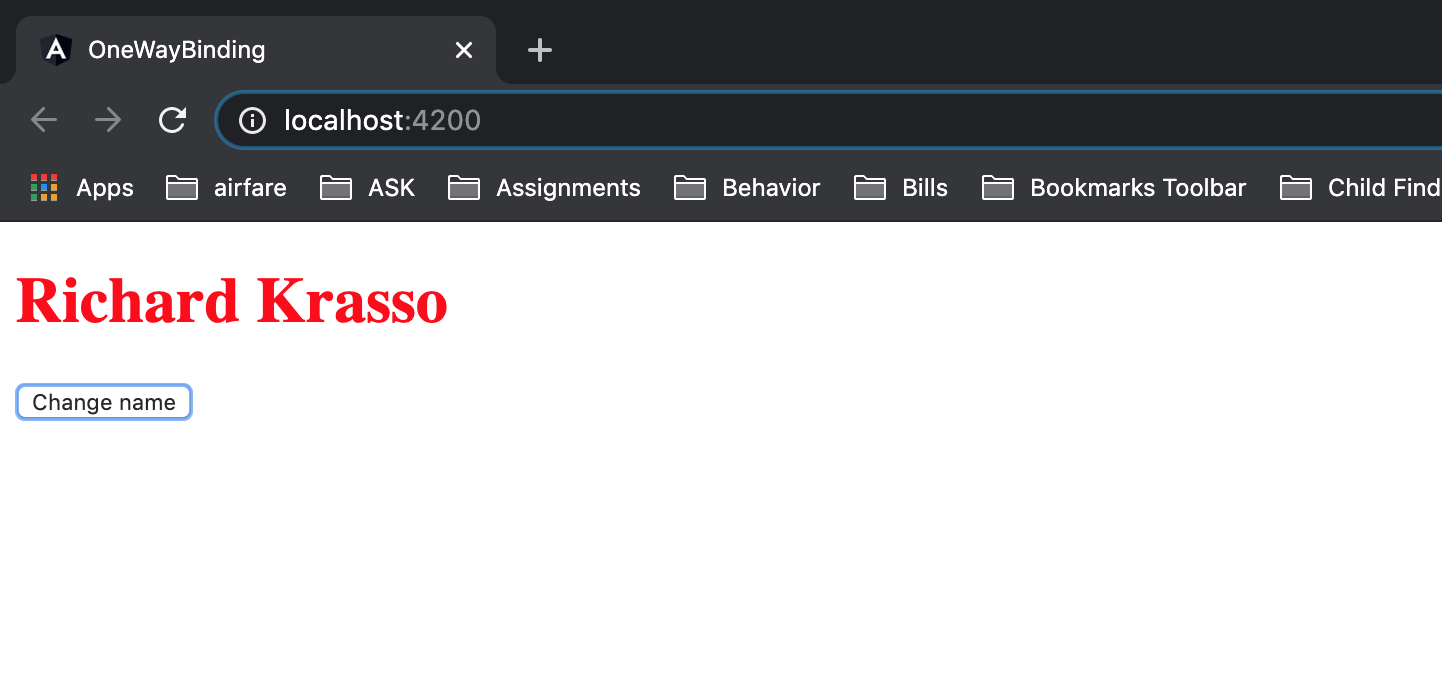 OneWayBinding
localhost:4200
Apps airfare ASK Assignments Behavior Bills Bookmarks Toolbar Child Find
Richard Krasso
Change name